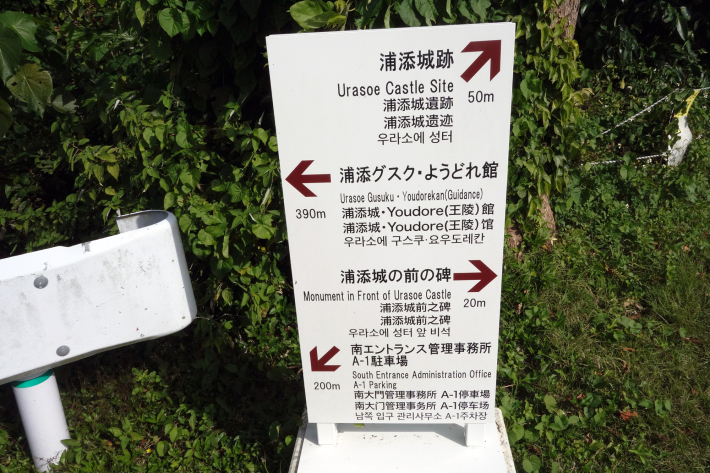 浦添城跡
Urasoe Castle Site
浦添城遺跡
浦添城遗迹
우라소에 성터
50m
浦添グスク・ようどれ館
Urasoe Gusuku・Youdorekan(Guidance)
浦添城・Youdore(王陵)館
浦添城・Youdore(王陵)馆
우라소에 구스쿠·요우도레칸
390m
浦添城の前の碑
Monument in Front of Urasoe Castle
浦添城前之碑
浦添城前之碑
우라소에 성터 앞 비석
20m
南エントランス管理事務所
A-1駐車場
South Entrance Administration Office
A-1 Parking
南大門管理事務所 A-1停車場
南大门管理事务所 A-1停车场
남쪽 입구 관리사무소 A-1주차장
200m